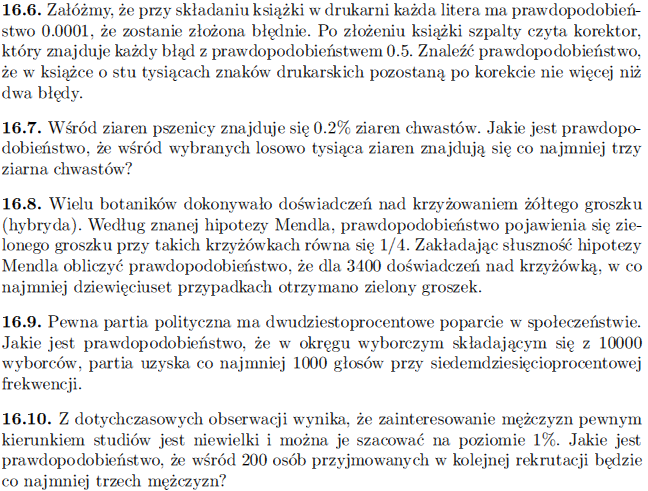 16.6. Załóżmy, że przy składaniu książki w drukarni każda litera ma prawdopodobień-
stwo 0.0001, że zostanie złożona błędnie. Po złożeniu książki szpalty czyta korektor,
który znajduje każdy błąd z prawdopodobieństwem 0.5. Znaleźć prawdopodobieństwo,
że w książce o stu tysiącach znaków drukarskich pozostaną po korekcie nie więcej niż
dwa błędy.
16.7. Wśród ziaren pszenicy znajduje się 0.2% ziaren chwastów. Jakie jest prawdopo-
dobieństwo, że wśród wybranych losowo tysiąca ziaren znajdują się co najmniej trzy
ziarna chwastów?
16.8. Wielu botaników dokonywało doświadczeń nad krzyżowaniem żółtego groszku
(hybryda). Według znanej hipotezy Mendla, prawdopodobieństwo pojawienia się zie-
lonego groszku przy takich krzyżówkach równa się 1/4. Zakładając słuszność hipotezy
Mendla obliczyć prawdopodobieństwo, że dla 3400 doświadczeń nad krzyżówką, w co
najmniej dziewięciuset przypadkach otrzymano zielony groszek.
16.9. Pewna partia polityczna ma dwudziestoprocentowe poparcie w społeczeństwie.
Jakie jest prawdopodobieństwo, że w okręgu wyborczym składającym się z 10000
wyborców, partia uzyska co najmniej 1000 głosów przy siedemdziesięcioprocentowej
frekwencji.
16.10. Z dotychczasowych obserwacji wynika, że zainteresowanie mężczyzn pewnym
kierunkiem studiów jest niewielki i można je szacować na poziomie 1%. Jakie jest
prawdopodobieństwo, że wśród 200 osób przyjmowanych w kolejnej rekrutacji będzie
co najmniej trzech mężczyzn?